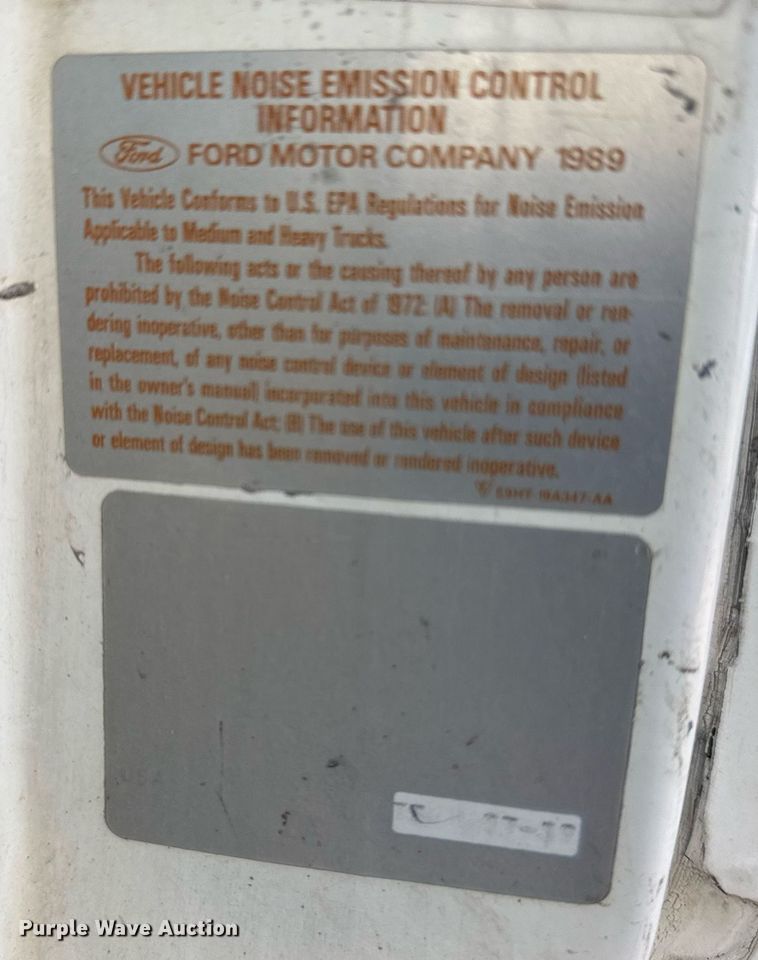 VEHICLE NOISE EMISSION CONTROL
INFORMATION
Ford FORD MOTOR COMPANY 1989
This Vehicle Conforms to U.S. EPA Regulations for Noise Emission
Applicable to Medium and Heavy Trucks.
The following acts or the causing thereof by any person are
prohibited by the Noise Control Act of 1972: (A) The removal or ren-
dering inoperative, other than for purposes of maintenance, repair, or
replacement, of any noise control device or element of design (listed
in the owner's manual) incorporated into this vehicle in compliance
with the Noise Control Act; (B) The use of this vehicle after such device
or element of design has been removed or rendered inoperative.
E9HT-19A347-AA
USA
Purple Wave Auction